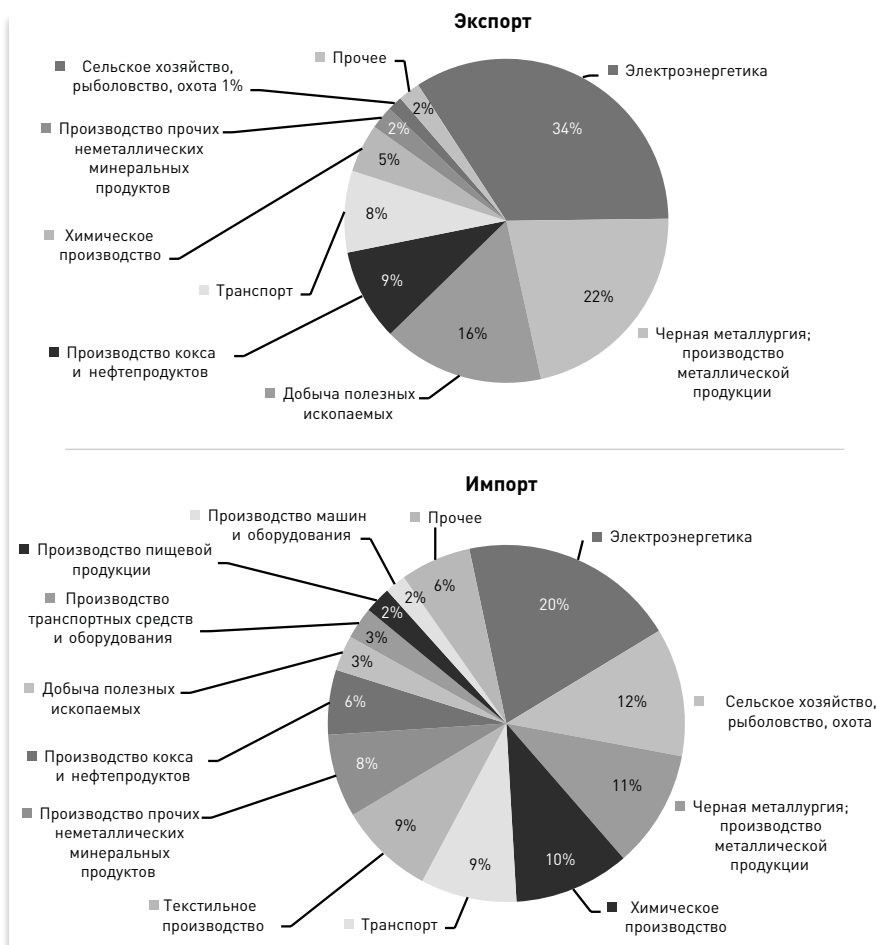 Экспорт
Прочее
Сельское хозяйство,
рыболовство, охота 1%
Электроэнергетика
2%
34%
Производство прочих
неметаллических
минеральных
продуктов
2%
5%
8%
Химическое
производство
Транспорт
9%
22%
16%
Производство кокса
и нефтепродуктов
Черная металлургия;
производство
металлической
продукции
Добыча полезных
ископаемых
Импорт
Производство машин
и оборудования
Прочее
Электроэнергетика
Производство пищевой
продукции
2%
6%
20%
Производство
транспортных средств
и оборудования
2%
3%
3%
Добыча полезных
ископаемых
6%
12%
Сельское хозяйство,
рыболовство, охота
Производство кокса
и нефтепродуктов
8%
11%
Производство прочих
неметаллических
минеральных
продуктов
Черная металлургия;
производство
металлической
продукции
9%
9%
10%
Текстильное
производство
Транспорт
Химическое
производство